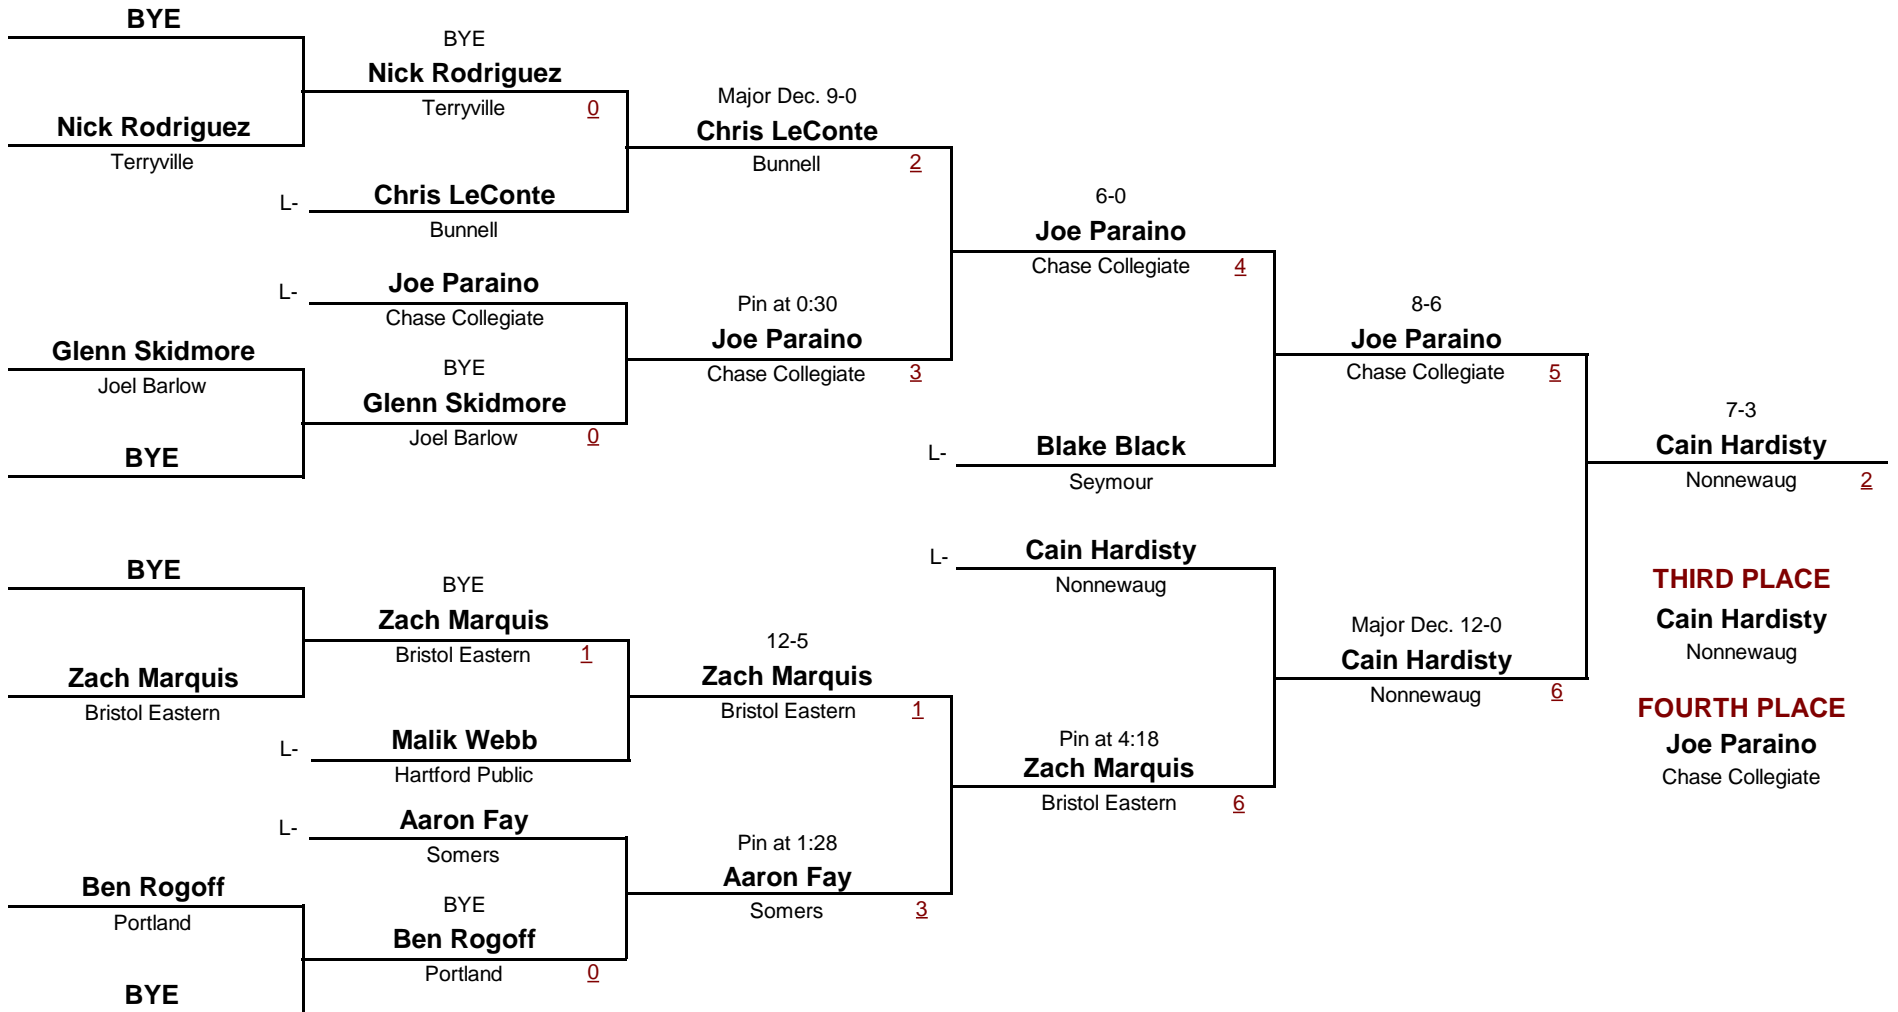 BYE
Nick Rodriguez
Terryville
Glenn Skidmore
Joel Barlow
BYE
BYE
Zach Marquis
Bristol Eastern
Ben Rogoff
Portland
BYE
BYE
Nick Rodriguez
Terryville 0
L- Chris LeConte
Bunnell
L- Joe Paraino
Chase Collegiate
BYE
Glenn Skidmore
Joel Barlow 0
BYE
Zach Marquis
Bristol Eastern 1
L- Malik Webb
Hartford Public
L- Aaron Fay
Somers
BYE
Ben Rogoff
Portland 0
Major Dec. 9-0
Chris LeConte
Bunnell 2
Pin at 0:30
Joe Paraino
Chase Collegiate 3
12-5
Zach Marquis
Bristol Eastern 1
Pin at 1:28
Aaron Fay
Somers 3
6-0
Joe Paraino
Chase Collegiate 4
L- Blake Black
Seymour
L- Cain Hardisty
Nonnewaug
Pin at 4:18
Zach Marquis
Bristol Eastern 6
8-6
Joe Paraino
Chase Collegiate 5
Major Dec. 12-0
Cain Hardisty
Nonnewaug 6
7-3
Cain Hardisty
Nonnewaug 2
THIRD PLACE
Cain Hardisty
Nonnewaug
FOURTH PLACE
Joe Paraino
Chase Collegiate